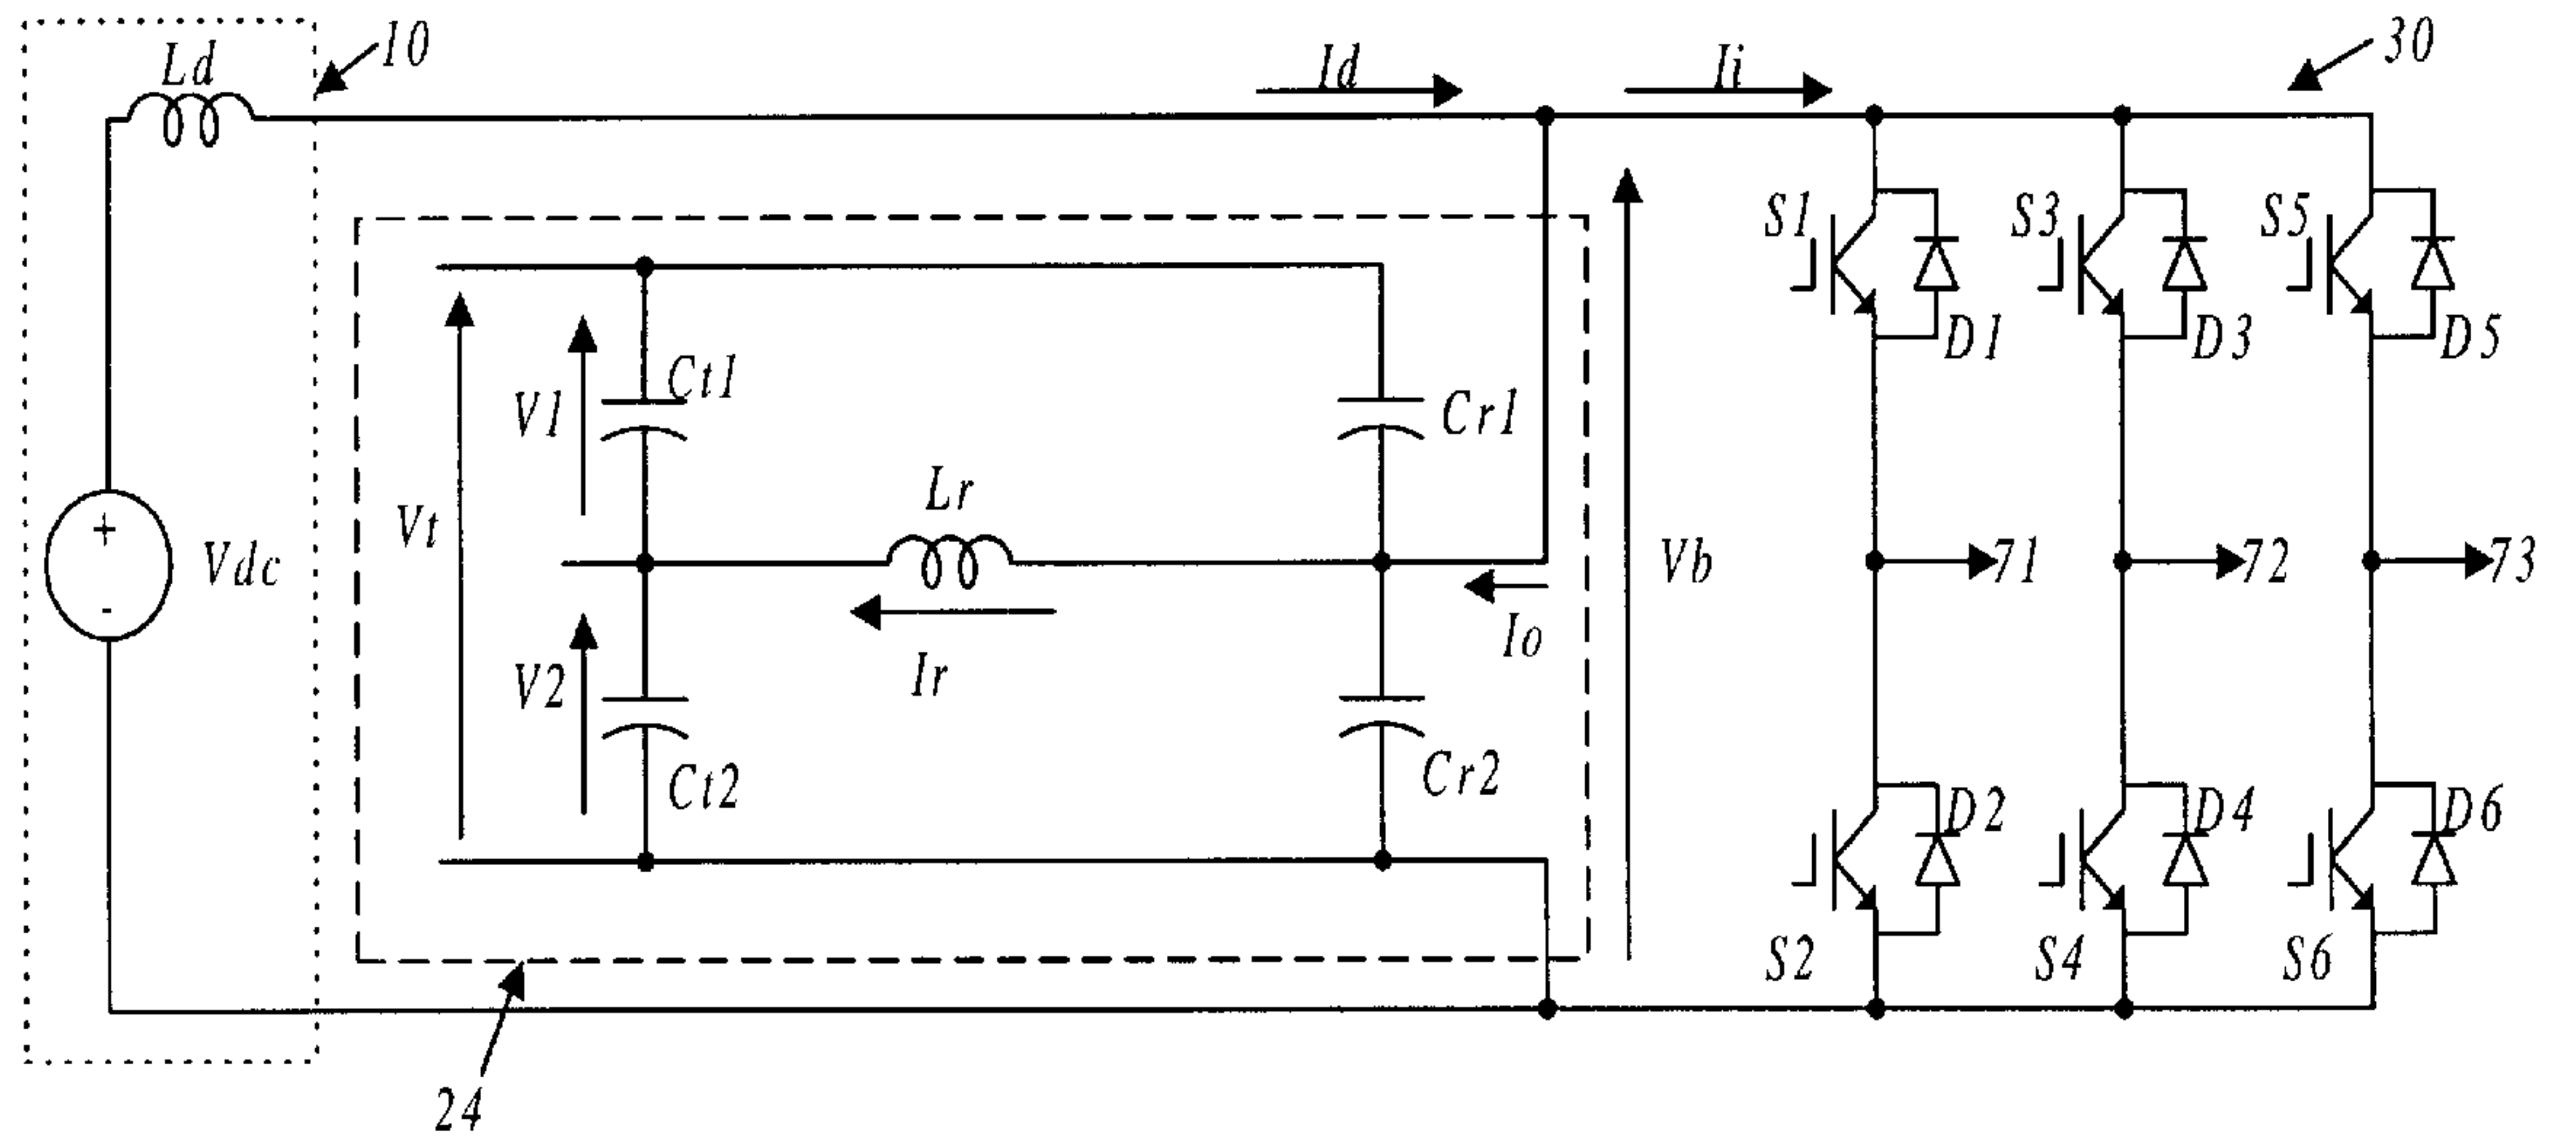 Ld
10
Id
Ii
30
S1
S3
S5
D1
D3
D5
Ct1
V1
Cr1
Lr
Vt
+
Vdc
-
Vb
71
72
73
Io
Ir
V2
Ct2
Cr2
D2
D4
D6
S2
S4
S6
24